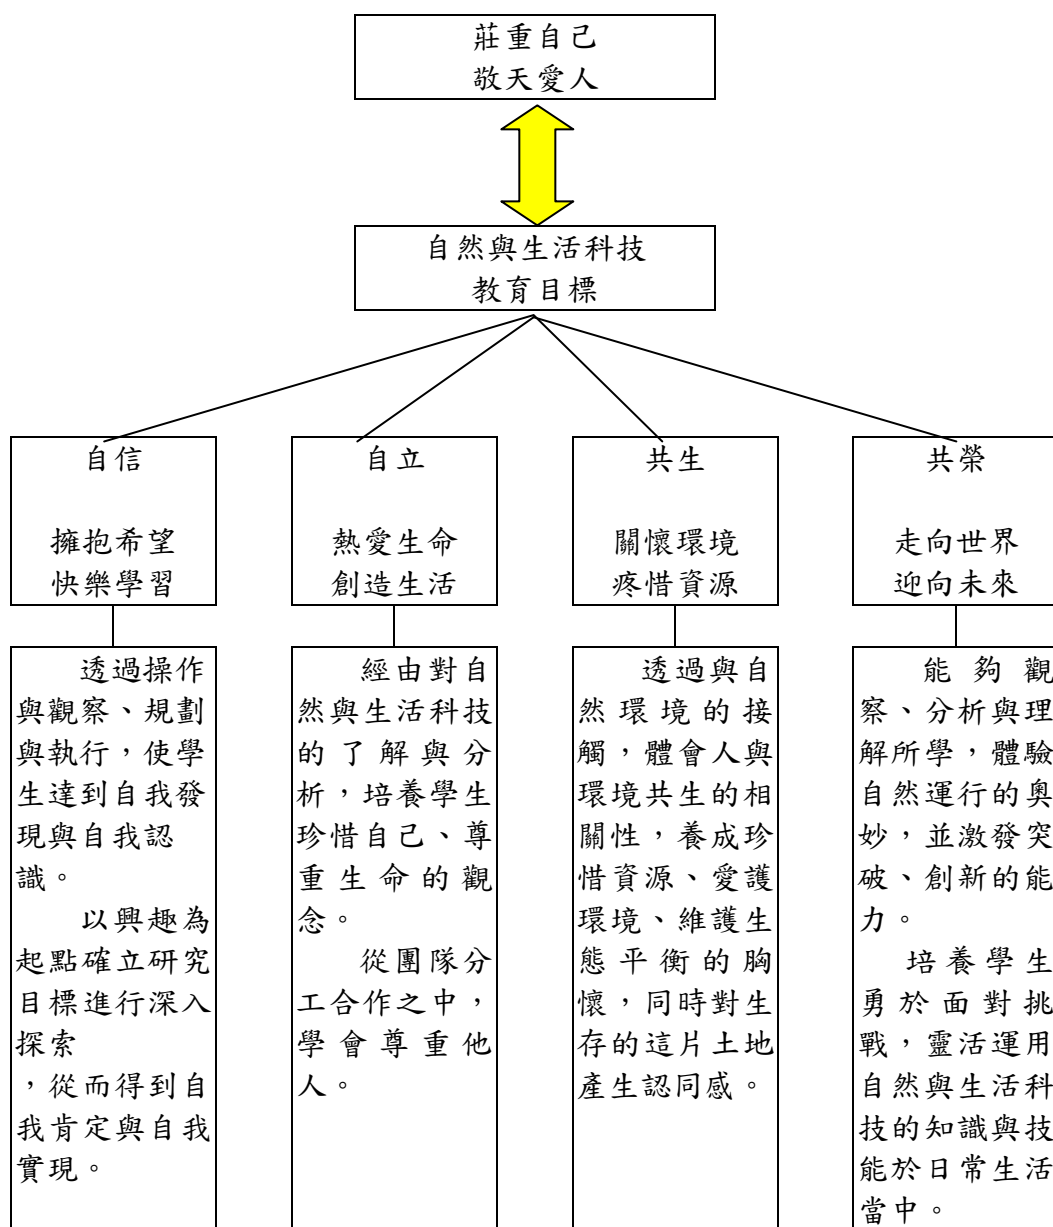 莊重自己
敬天愛人
自然與生活科技
教育目標
自信
擁抱希望
快樂學習
自立
熱愛生命
創造生活
共生
關懷環境
疼惜資源
共榮
走向世界
迎向未來
透過操作
與觀察、規劃
與執行，使學
生達到自我發
現與自我認
識。
以興趣為
起點確立研究
目標進行深入
探索
，從而得到自
我肯定與自我
實現。
經由對自
然與生活科技
的了解與分
析，培養學生
珍惜自己、尊
重生命的觀
念。
從團隊分
工合作之中，
學會尊重他
人。
透過與自
然環境的接
觸，體會人與
環境共生的相
關性，養成珍
惜資源、愛護
環境、維護生
態平衡的胸
懷，同時對生
存的這片土地
產生認同感。
能夠觀
察、分析與理
解所學，體驗
自然運行的奧
妙，並激發突
破、創新的能
力。
培養學生
勇於面對挑
戰，靈活運用
自然與生活科
技的知識與技
能於日常生活
當中。